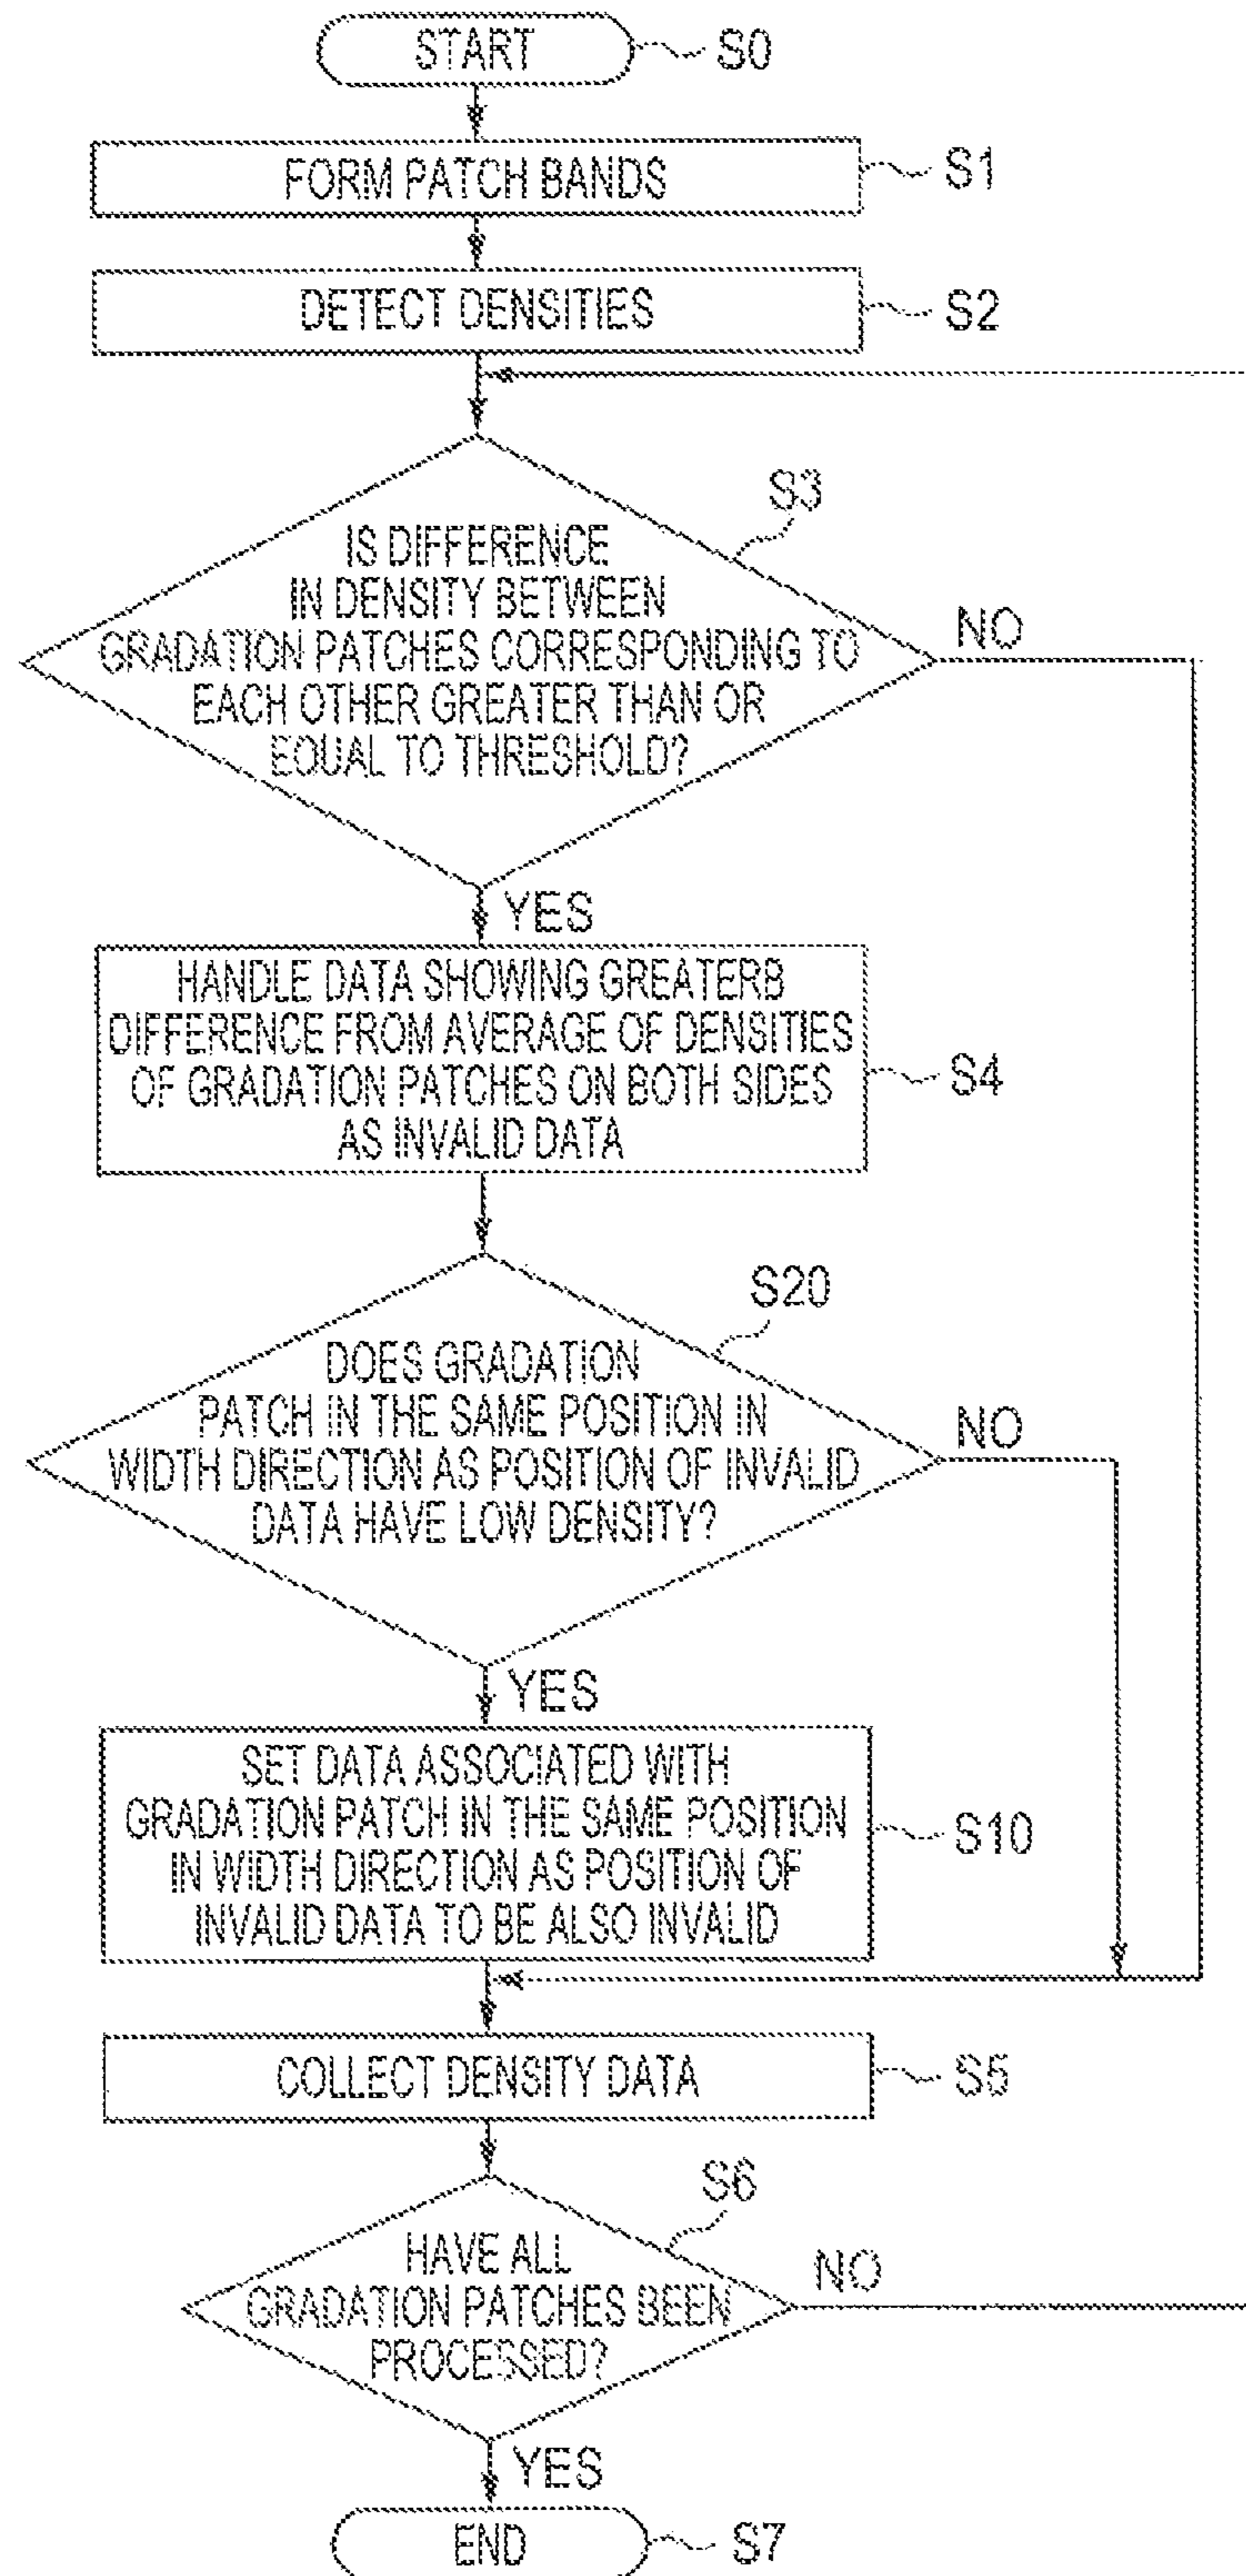 START
S0
FORM PATCH BANDS
S1
DETECT DENSITIES
S2
S3
IS DIFFERENCE
IN DENSITY BETWEEN
GRADATION PATCHES CORRESPONDING TO
EACH OTHER GREATER THAN OR
EQUAL TO THRESHOLD?
NO
YES
HANDLE DATA SHOWING GREATERB
DIFFERENCE FROM AVERAGE OF DENSITIES
OF GRADATION PATCHES ON BOTH SIDES
AS INVALID DATA
S4
S20
DOES GRADATION
PATCH IN THE SAME POSITION IN
WIDTH DIRECTION AS POSITION OF INVALID
DATA HAVE LOW DENSITY?
NO
YES
SET DATA ASSOCIATED WITH
GRADATION PATCH IN THE SAME POSITION
IN WIDTH DIRECTION AS POSITION OF
INVALID DATA TO BE ALSO INVALID
S10
COLLECT DENSITY DATA
S5
S6
HAVE ALL
GRADATION PATCHES BEEN
PROCESSED?
NO
YES
END
S7